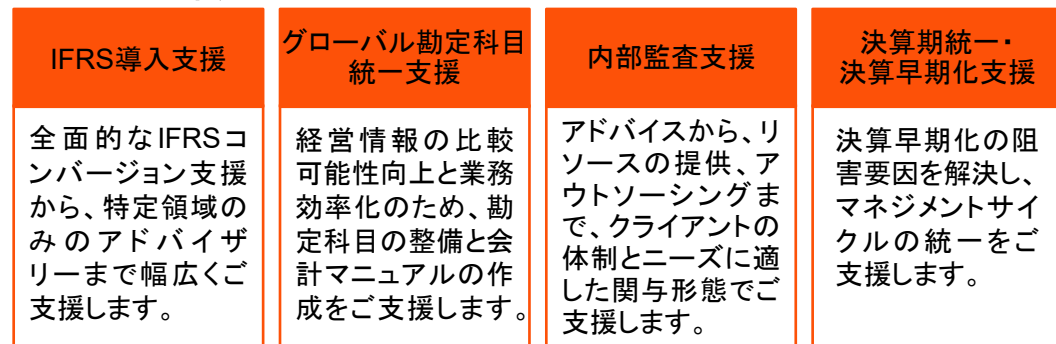 IFRS導入支援
全面的なIFRSコ
ンバージョン支援
から、特定領域の
みのアドバイザ
リーまで幅広くご
支援します。
グローバル勘定科目
統一支援
経営情報の比較
可能性向上と業務
効率化のため、勘
定科目の整備と会
計マニュアルの作
成をご支援します。
内部監査支援
アドバイスから、リ
ソースの提供、ア
ウトソーシングま
で、クライアントの
体制とニーズに適
した関与形態でご
支援します。
決算期統一・
決算早期化支援
決算早期化の阻
害要因を解決し、
マネジメントサイ
クルの統一をご
支援します。